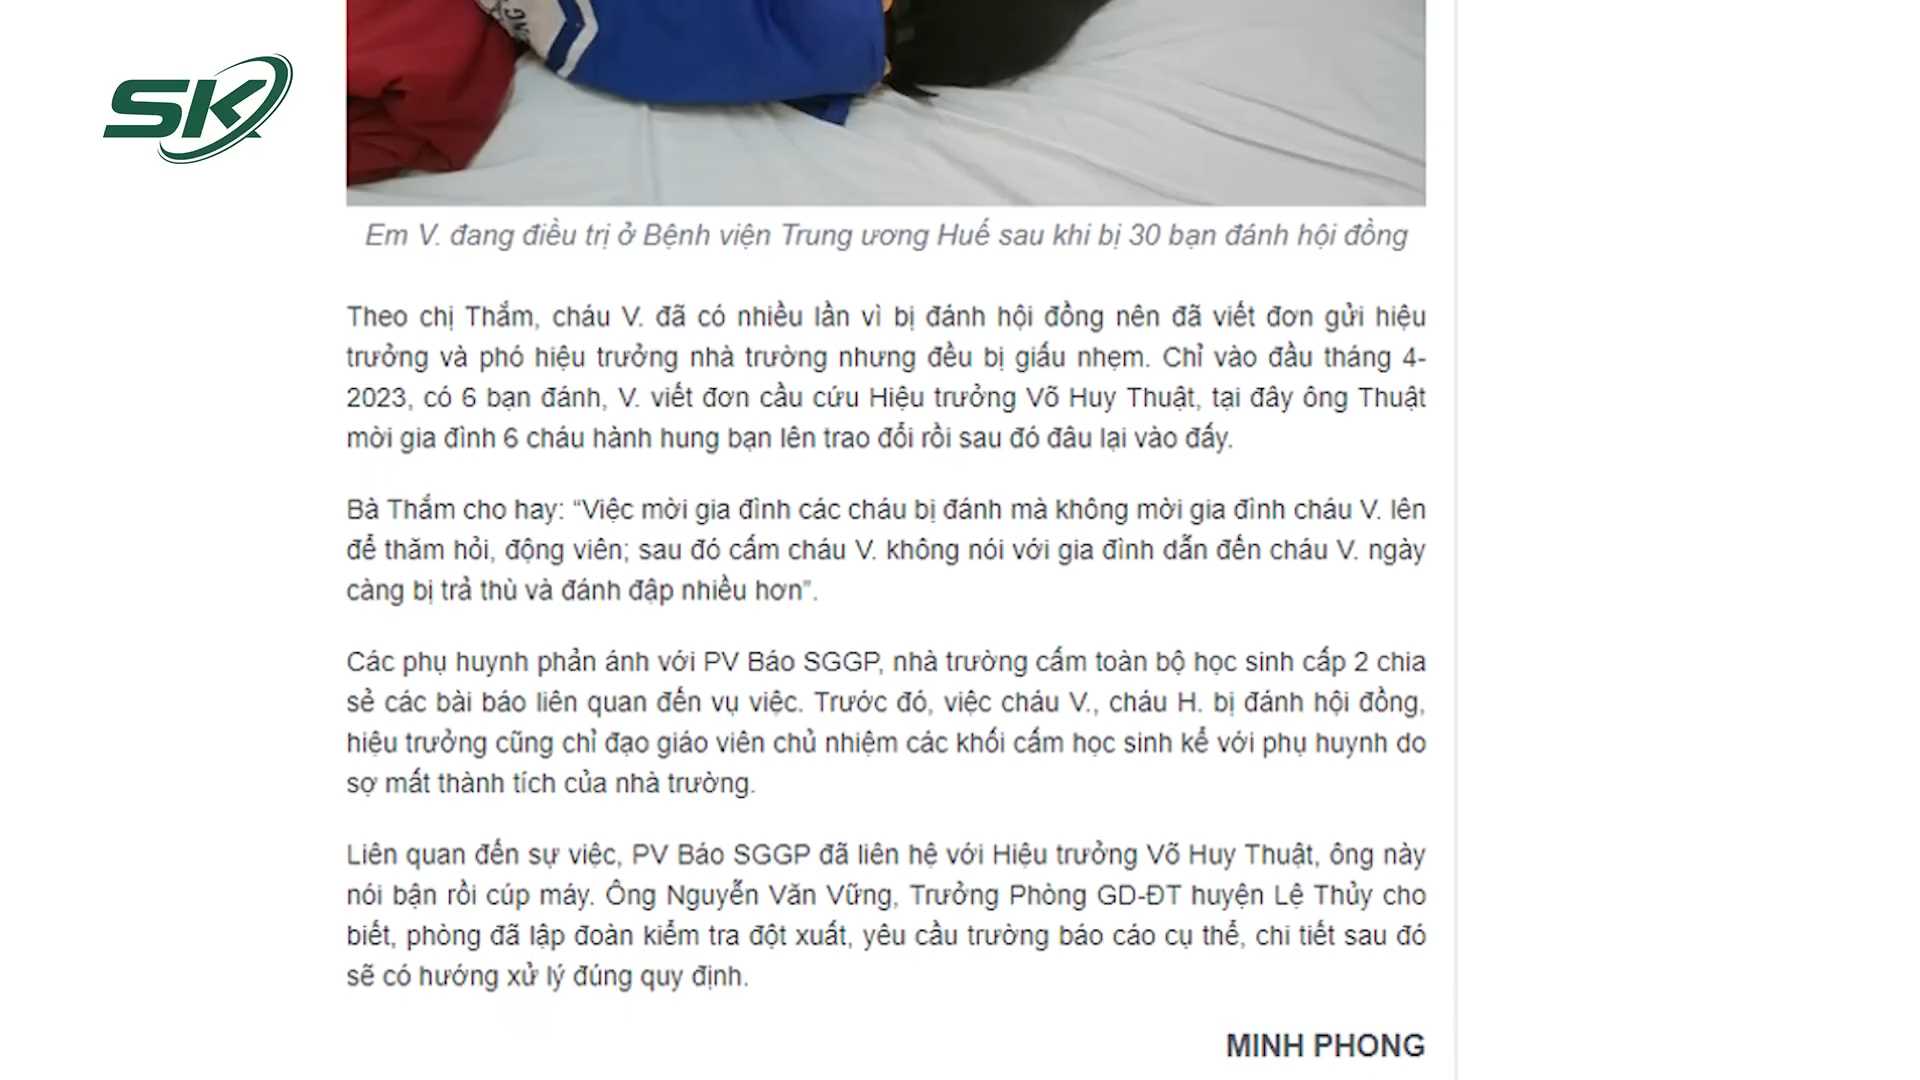 SK
Em V. đang điều trị ở Bệnh viện Trung ương Huế sau khi bị 30 bạn đánh hội đồng
Theo chị Thắm, cháu V. đã có nhiều lần vì bị đánh hội đồng nên đã viết đơn gửi hiệu
trưởng và phó hiệu trưởng nhà trường nhưng đều bị giấu nhẹm. Chỉ vào đầu tháng 4-
2023, có 6 bạn đánh, V. viết đơn cầu cứu Hiệu trưởng Võ Huy Thuật, tại đây ông Thuật
mời gia đình 6 cháu hành hung bạn lên trao đổi rồi sau đó đâu lại vào đấy.
Bà Thắm cho hay: “Việc mời gia đình các cháu bị đánh mà không mời gia đình cháu V. lên
để thăm hỏi, động viên; sau đó cấm cháu V. không nói với gia đình dẫn đến cháu V. ngày
càng bị trả thù và đánh đập nhiều hơn”.
Các phụ huynh phản ánh với PV Báo SGGP, nhà trường cấm toàn bộ học sinh cấp 2 chia
sẻ các bài báo liên quan đến vụ việc. Trước đó, việc cháu V., cháu H. bị đánh hội đồng,
hiệu trưởng cũng chỉ đạo giáo viên chủ nhiệm các khối cấm học sinh kể với phụ huynh do
sợ mất thành tích của nhà trường.
Liên quan đến sự việc, PV Báo SGGP đã liên hệ với Hiệu trưởng Võ Huy Thuật, ông này
nói bận rồi cúp máy. Ông Nguyễn Văn Vững, Trưởng Phòng GD-ĐT huyện Lệ Thủy cho
biết, phòng đã lập đoàn kiểm tra đột xuất, yêu cầu trường báo cáo cụ thể, chi tiết sau đó
sẽ có hướng xử lý đúng quy định.
MINH PHONG